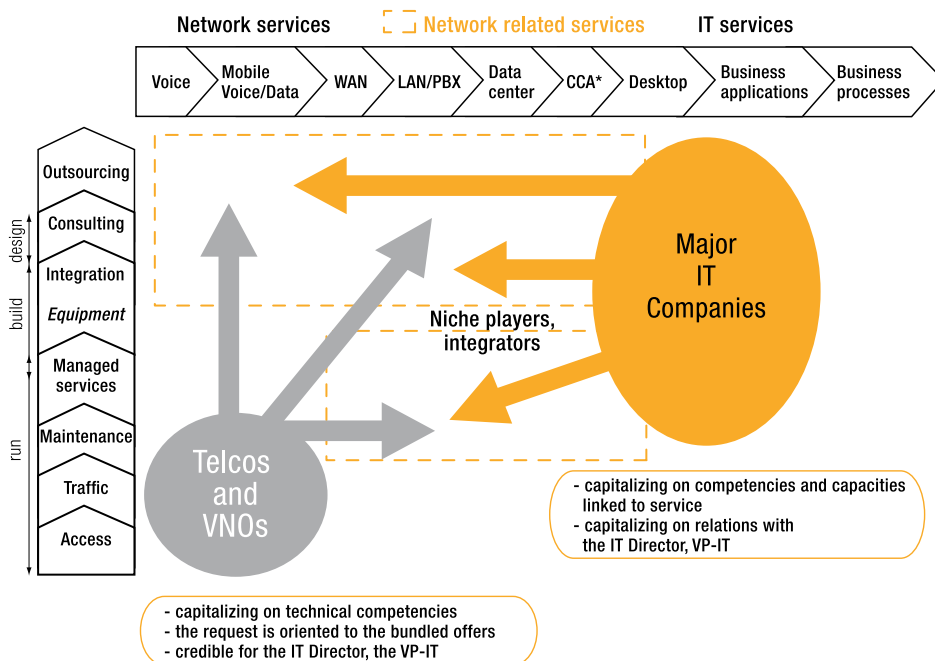 Network services
Network related services
IT services
Voice
Mobile
Voice/Data
WAN
LAN/PBX
Data
center
CCA*
Desktop
Business
applications
Business
processes
Outsourcing
Consulting
Integration
Equipment
Managed
services
Maintenance
Traffic
Access
design
build
run
Major
IT
Companies
Niche players,
integrators
Telcos
and
VNOs
- capitalizing on competencies and capacities
linked to service
- capitalizing on relations with
the IT Director, VP-IT
- capitalizing on technical competencies
- the request is oriented to the bundled offers
- credible for the IT Director, the VP-IT